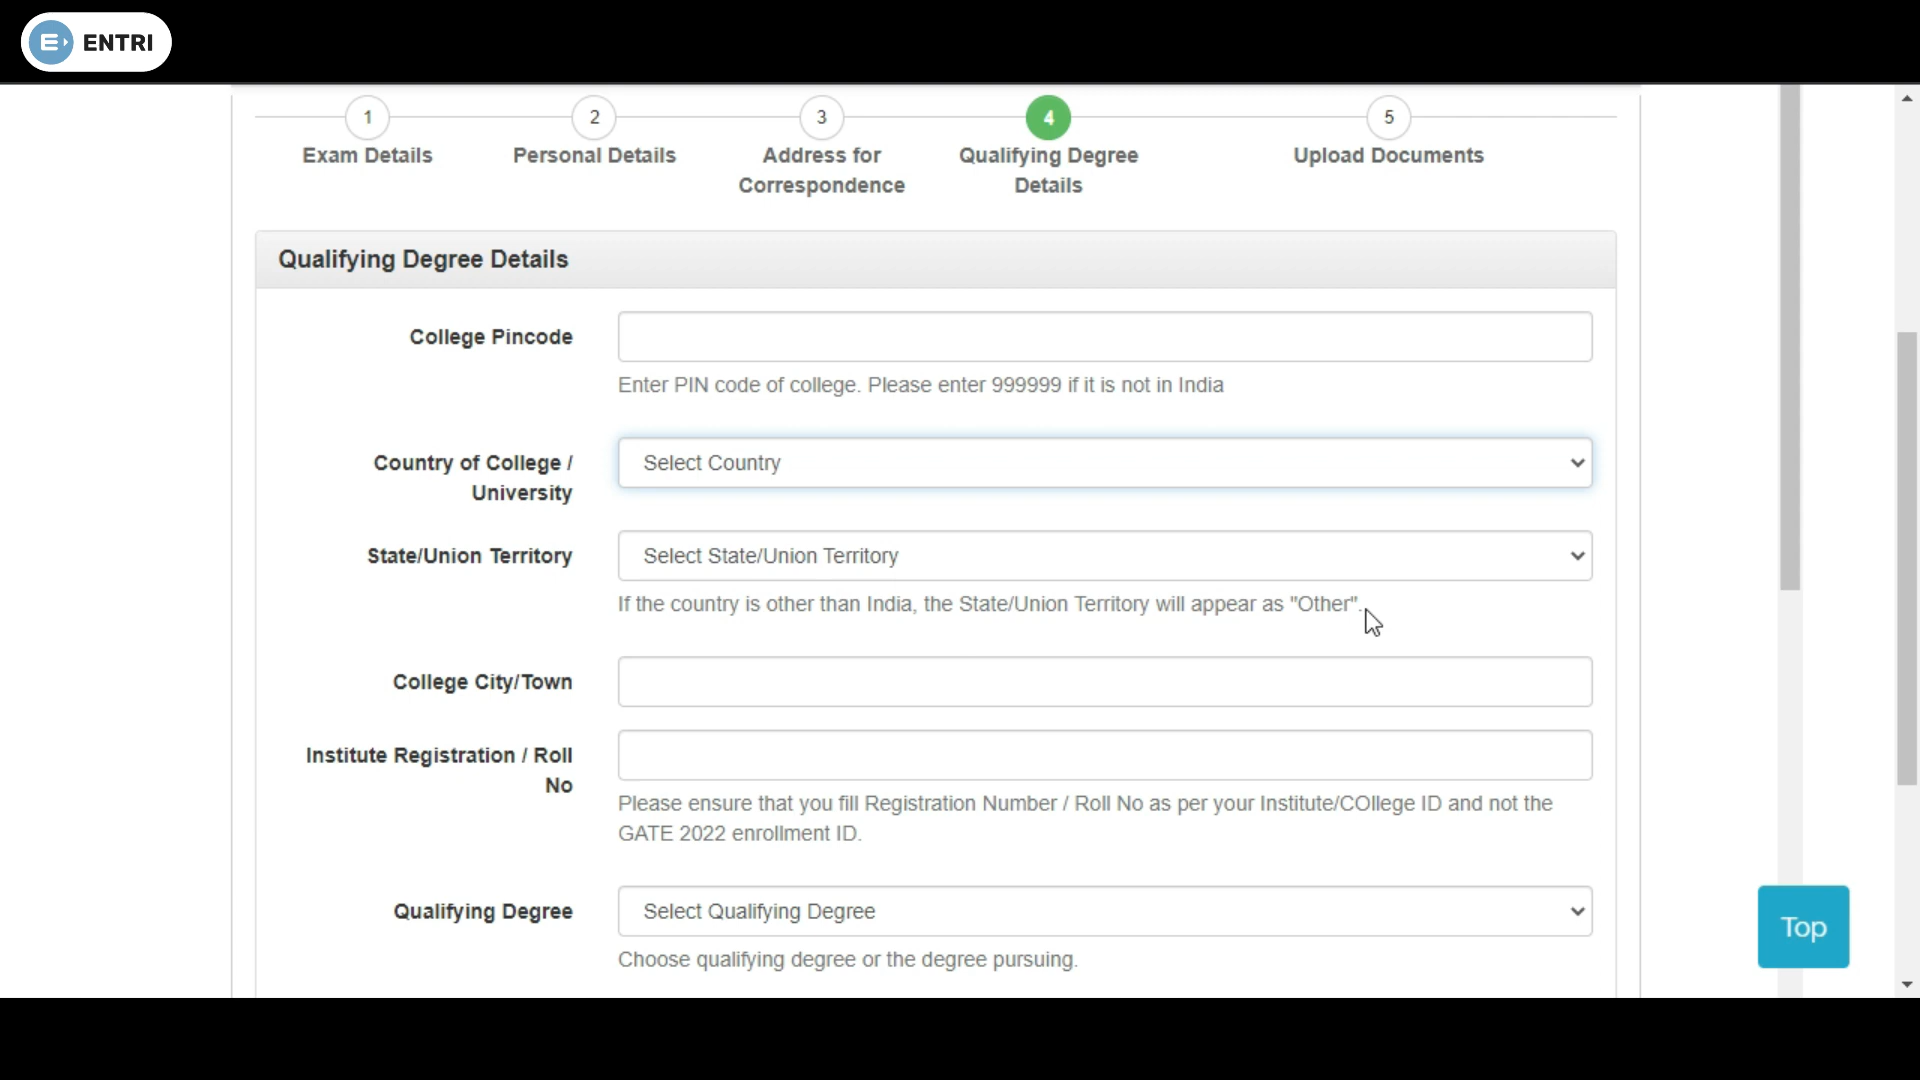 ENTRI
1
2
3
4
5
Exam Details
Personal Details
Address for
Correspondence
Qualifying Degree
Details
Upload Documents
Qualifying Degree Details
College Pincode
Enter PIN code of college. Please enter 999999 if it is not in India
Country of College /
University
Select Country
State/Union Territory
Select State/Union Territory
If the country is other than India, the State/Union Territory will appear as "Other".
College City/Town
Institute Registration / Roll
No
Please ensure that you fill Registration Number / Roll No as per your Institute/COllege ID and not the
GATE 2022 enrollment ID.
Qualifying Degree
Select Qualifying Degree
Choose qualifying degree or the degree pursuing.
Top